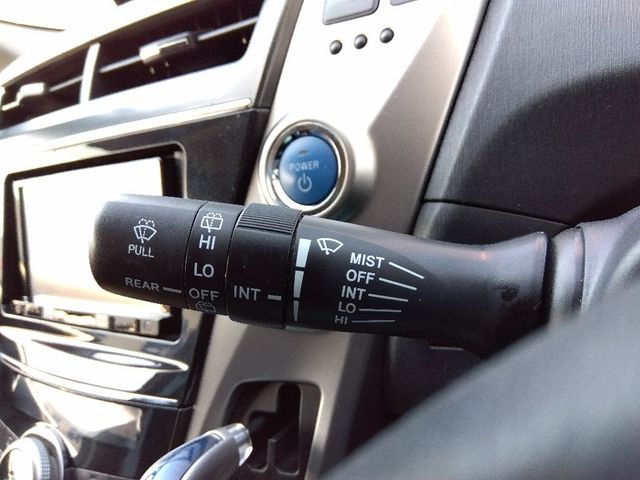 POWER
PULL
REAR
HI
LO
OFF
INT
MIST
OFF
INT
LO
HI